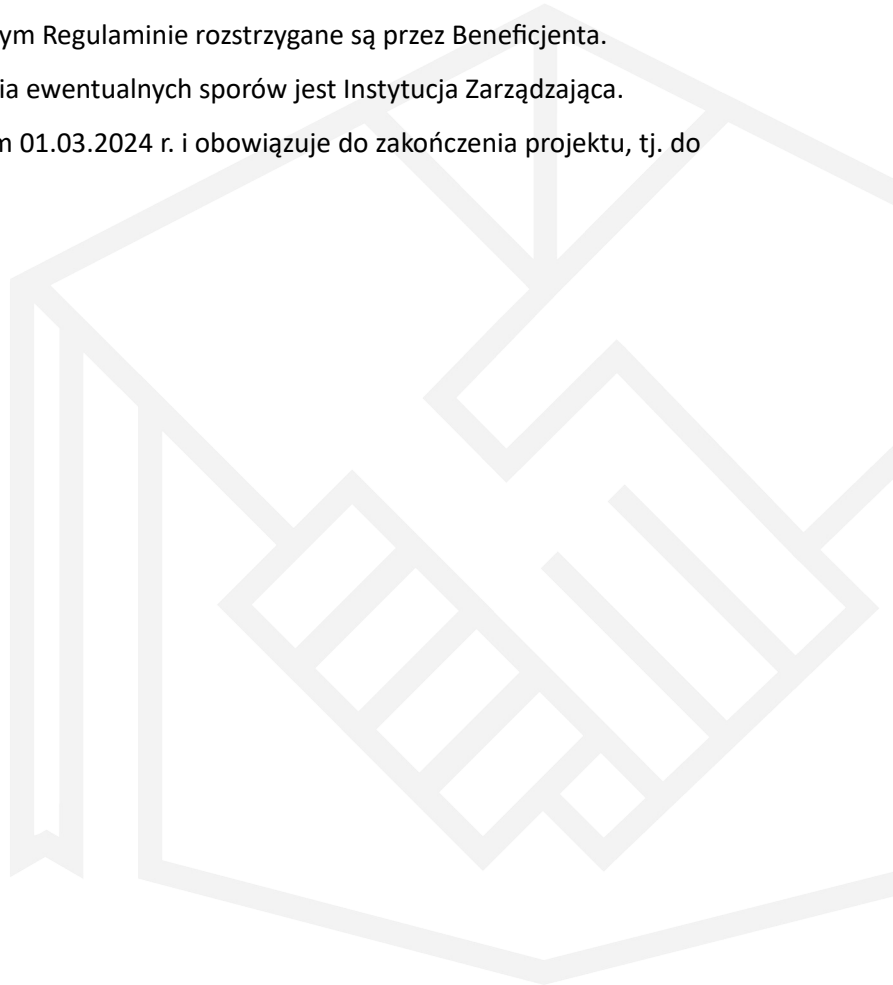 ym Regulaminie rozstrzygane są przez Beneficjenta.
ia ewentualnych sporów jest Instytucja Zarządzająca.
m 01.03.2024 r. i obowiązuje do zakończenia projektu, tj. do